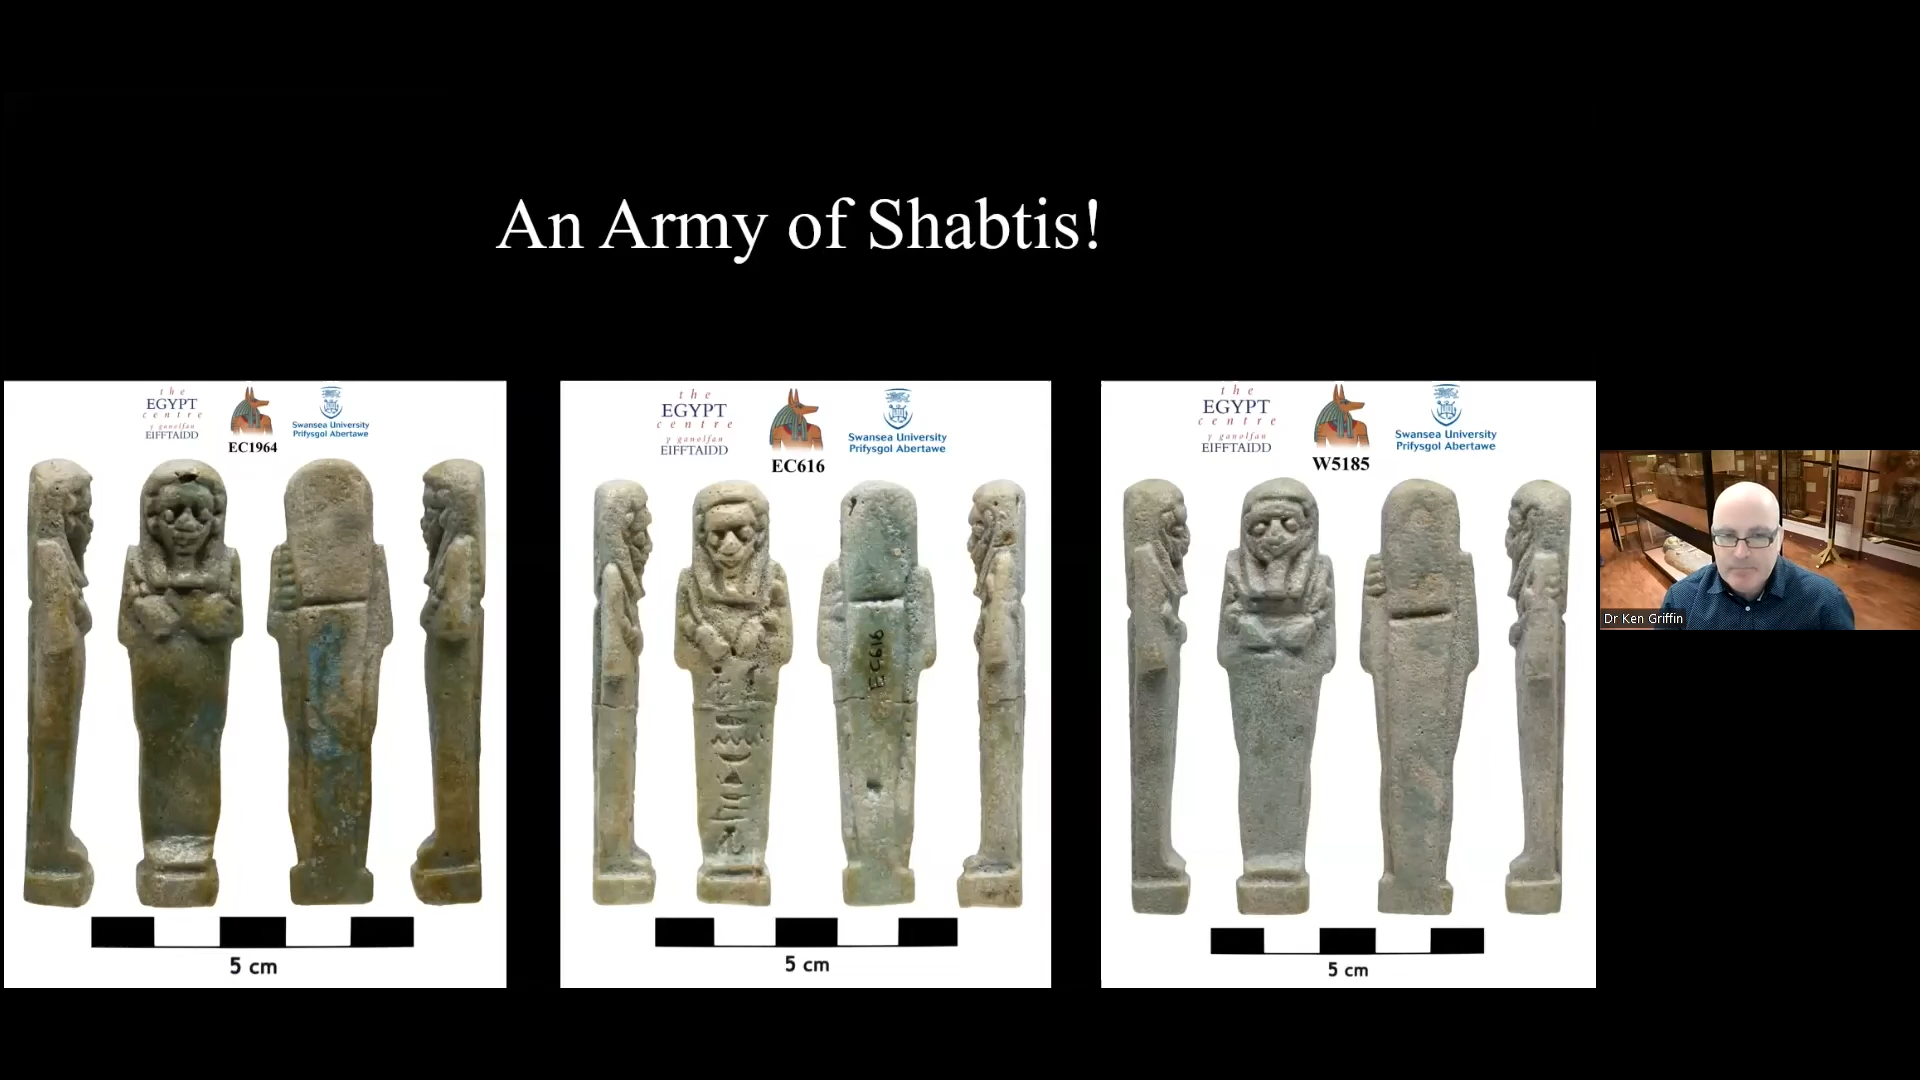 An Army of Shabtis!
the
EGYPT
centre
y ganolfan
EIFFTAIDD
EC1964
Swansea University
Prifysgol Abertawe
5 cm
the
EGYPT
centre
y ganolfan
EIFFTAIDD
EC616
Swansea University
Prifysgol Abertawe
EC616
5 cm
the
EGYPT
centre
y ganolfan
EIFFTAIDD
W5185
Swansea University
Prifysgol Abertawe
5 cm
Dr Ken Griffin